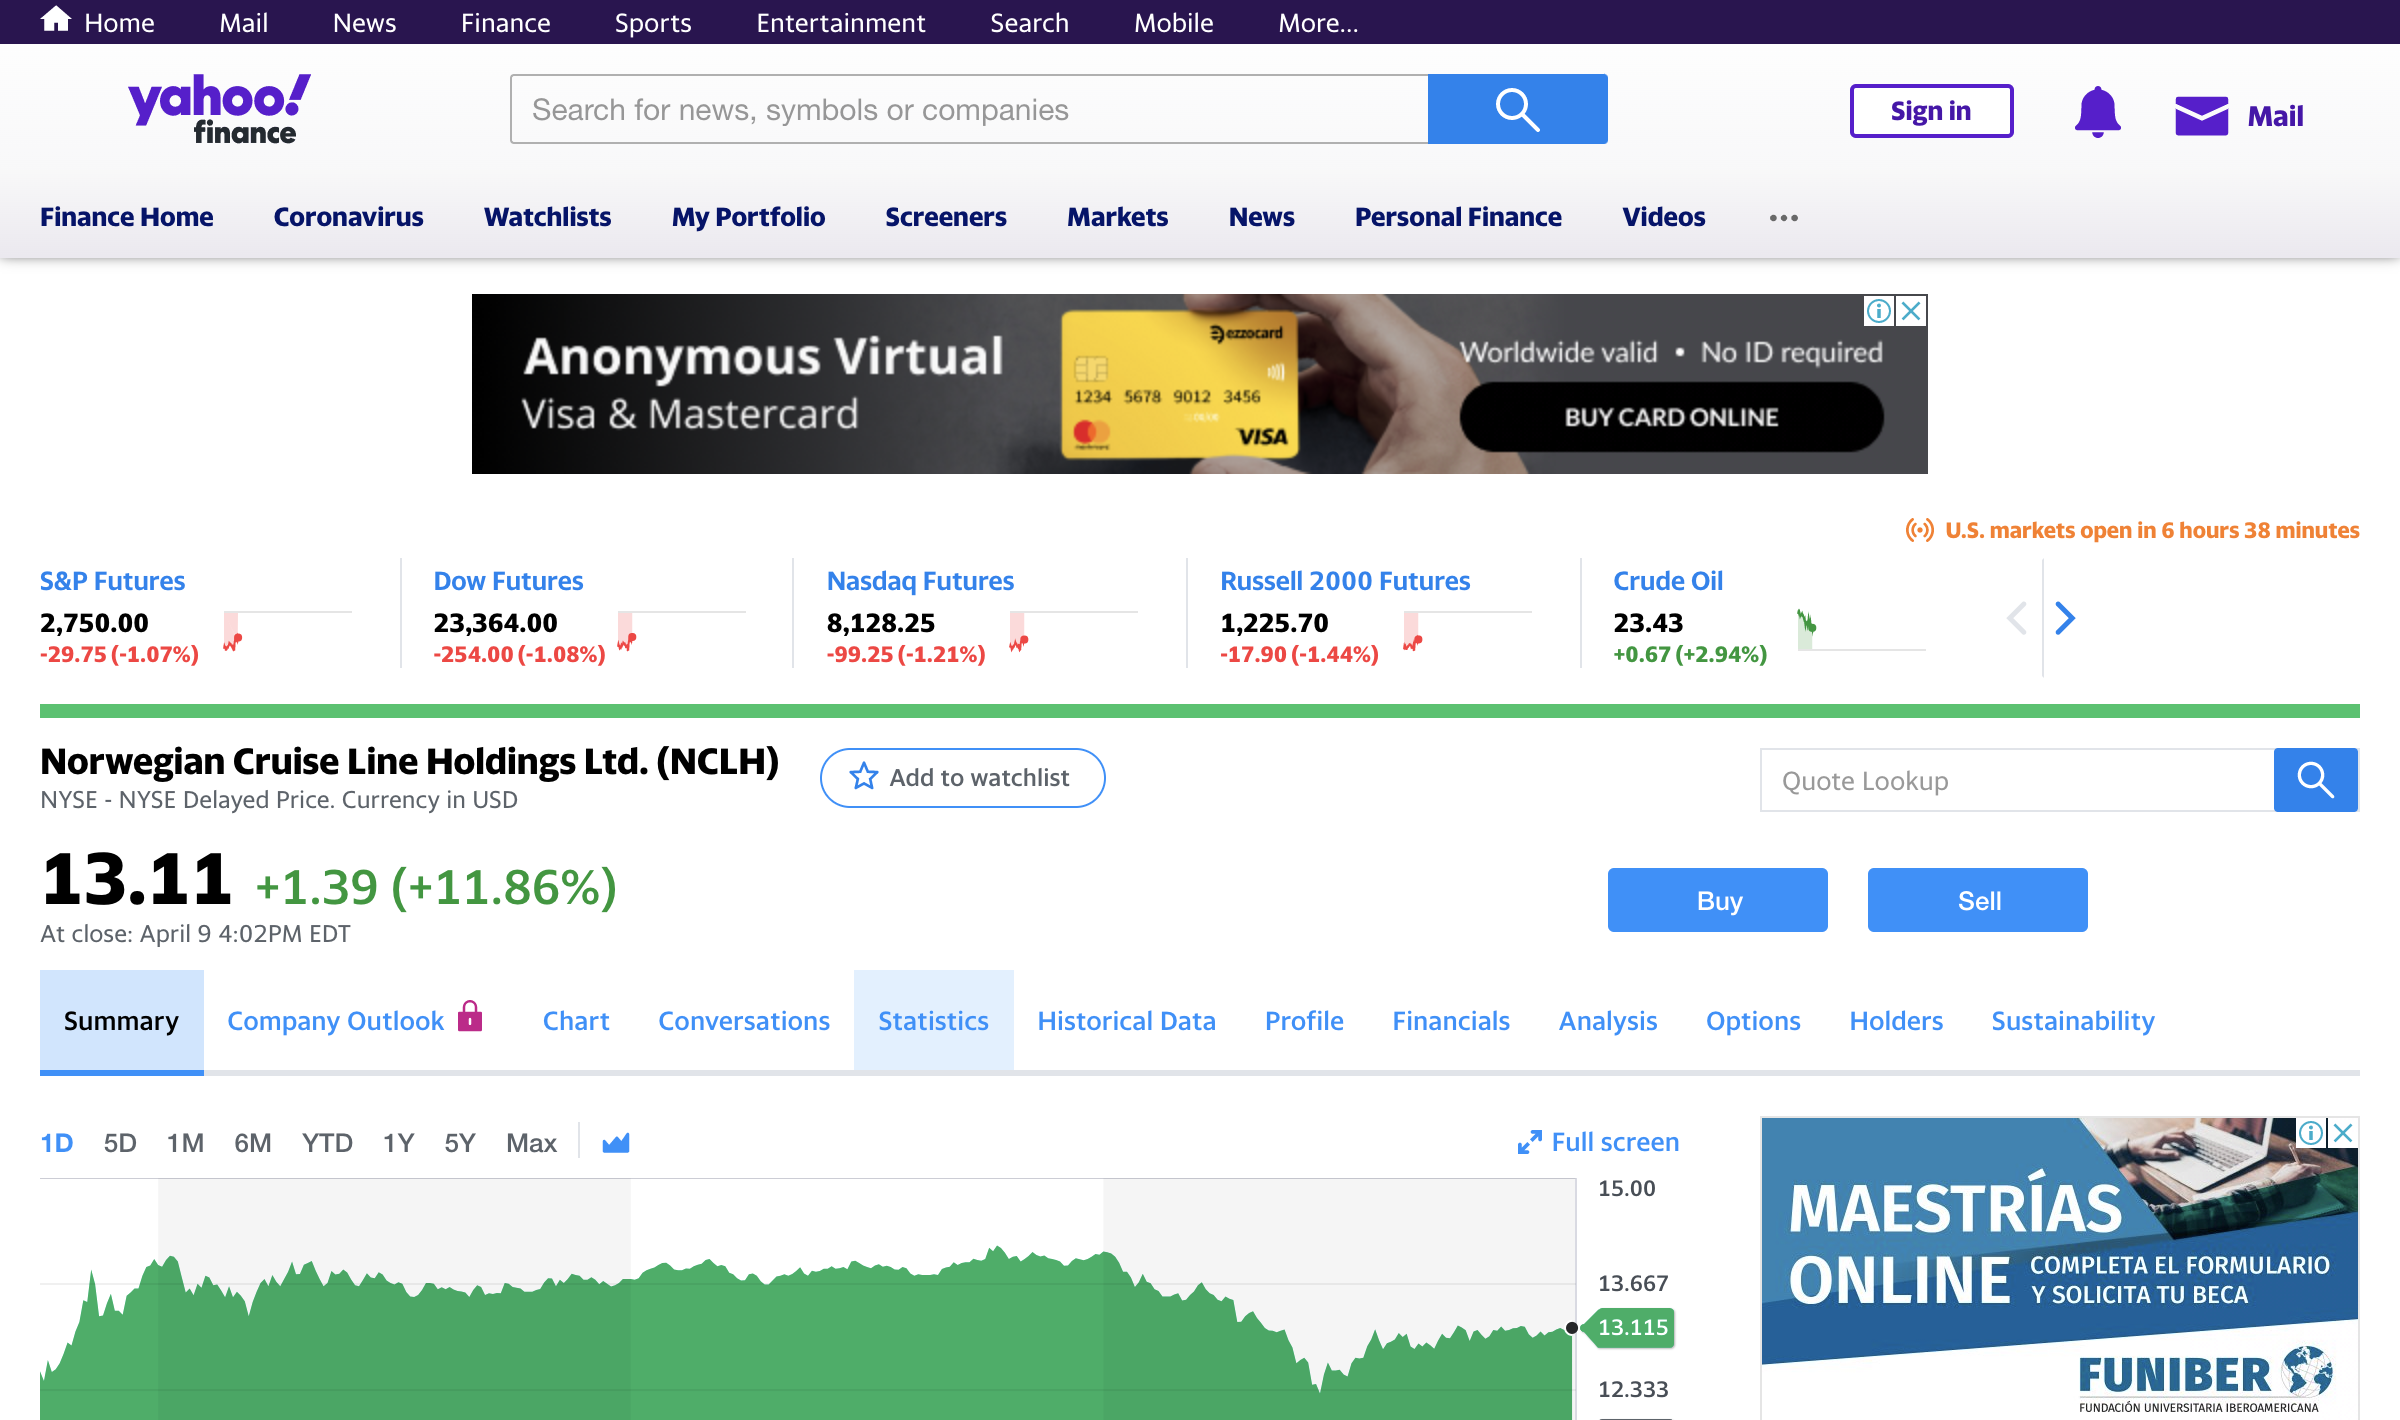 Home Mail News Finance Sports Entertainment Search Mobile More...
yahoo!
finance
Search for news, symbols or companies
Sign in
Mail
Finance Home Coronavirus Watchlists My Portfolio Screeners Markets News Personal Finance Videos ...
Anonymous Virtual
Visa & Mastercard
ezzocard
1234 5678 9012 3456
VISA
Worldwide valid • No ID required
BUY CARD ONLINE
U.S. markets open in 6 hours 38 minutes
S&P Futures
2,750.00
-29.75 (-1.07%)
Dow Futures
23,364.00
-254.00 (-1.08%)
Nasdaq Futures
8,128.25
-99.25 (-1.21%)
Russell 2000 Futures
1,225.70
-17.90 (-1.44%)
Crude Oil
23.43
+0.67 (+2.94%)
Norwegian Cruise Line Holdings Ltd. (NCLH)
Add to watchlist
NYSE - NYSE Delayed Price. Currency in USD
Quote Lookup
13.11 +1.39 (+11.86%)
At close: April 9 4:02PM EDT
Buy
Sell
Summary Company Outlook Chart Conversations Statistics Historical Data Profile Financials Analysis Options Holders Sustainability
1D 5D 1M 6M YTD 1Y 5Y Max
Full screen
15.00
13.667
13.115
12.333
MAESTRÍAS
ONLINE
COMPLETA EL FORMULARIO
Y SOLICITA TU BECA
FUNIBER
FUNDACIÓN UNIVERSITARIA IBEROAMERICANA